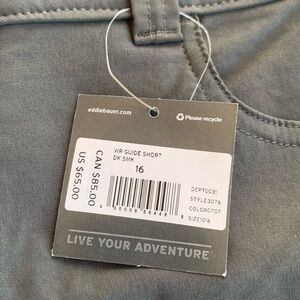 eddiebauer.com
Please recycle
WR GUIDE SHORT
DK SMK
16
CAN $85.00
US $65.00
DEPT0031
STYLE3076
COLOR0707
SIZE1016
LIVE YOUR ADVENTURE